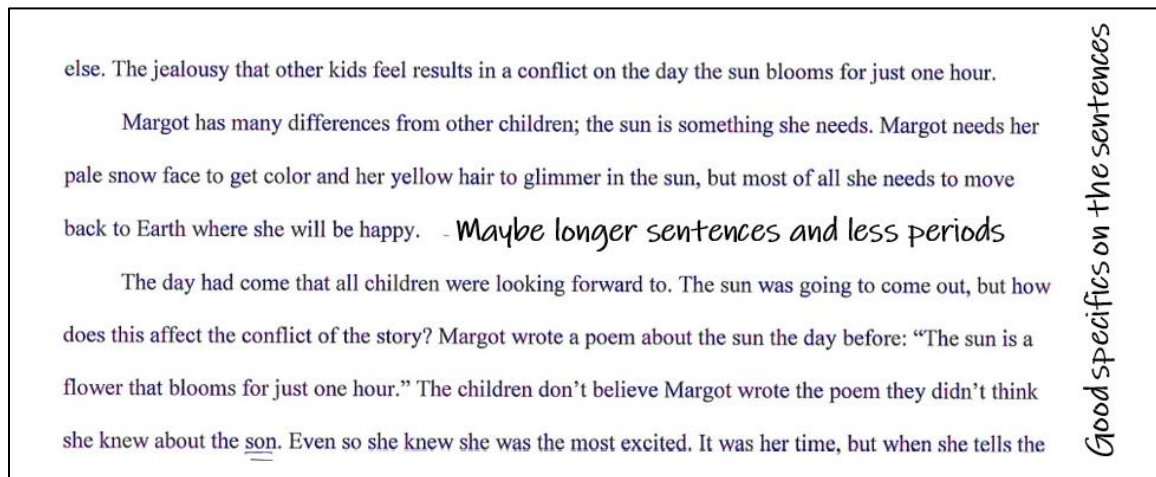 else. The jealousy that other kids feel results in a conflict on the day the sun blooms for just one hour.
Margot has many differences from other children; the sun is something she needs. Margot needs her
pale snow face to get color and her yellow hair to glimmer in the sun, but most of all she needs to move
back to Earth where she will be happy. - Maybe longer sentences and less periods
The day had come that all children were looking forward to. The sun was going to come out, but how
does this affect the conflict of the story? Margot wrote a poem about the sun the day before: “The sun is a
flower that blooms for just one hour.” The children don’t believe Margot wrote the poem they didn’t think
she knew about the son. Even so she knew she was the most excited. It was her time, but when she tells the
Good specifics on the sentences